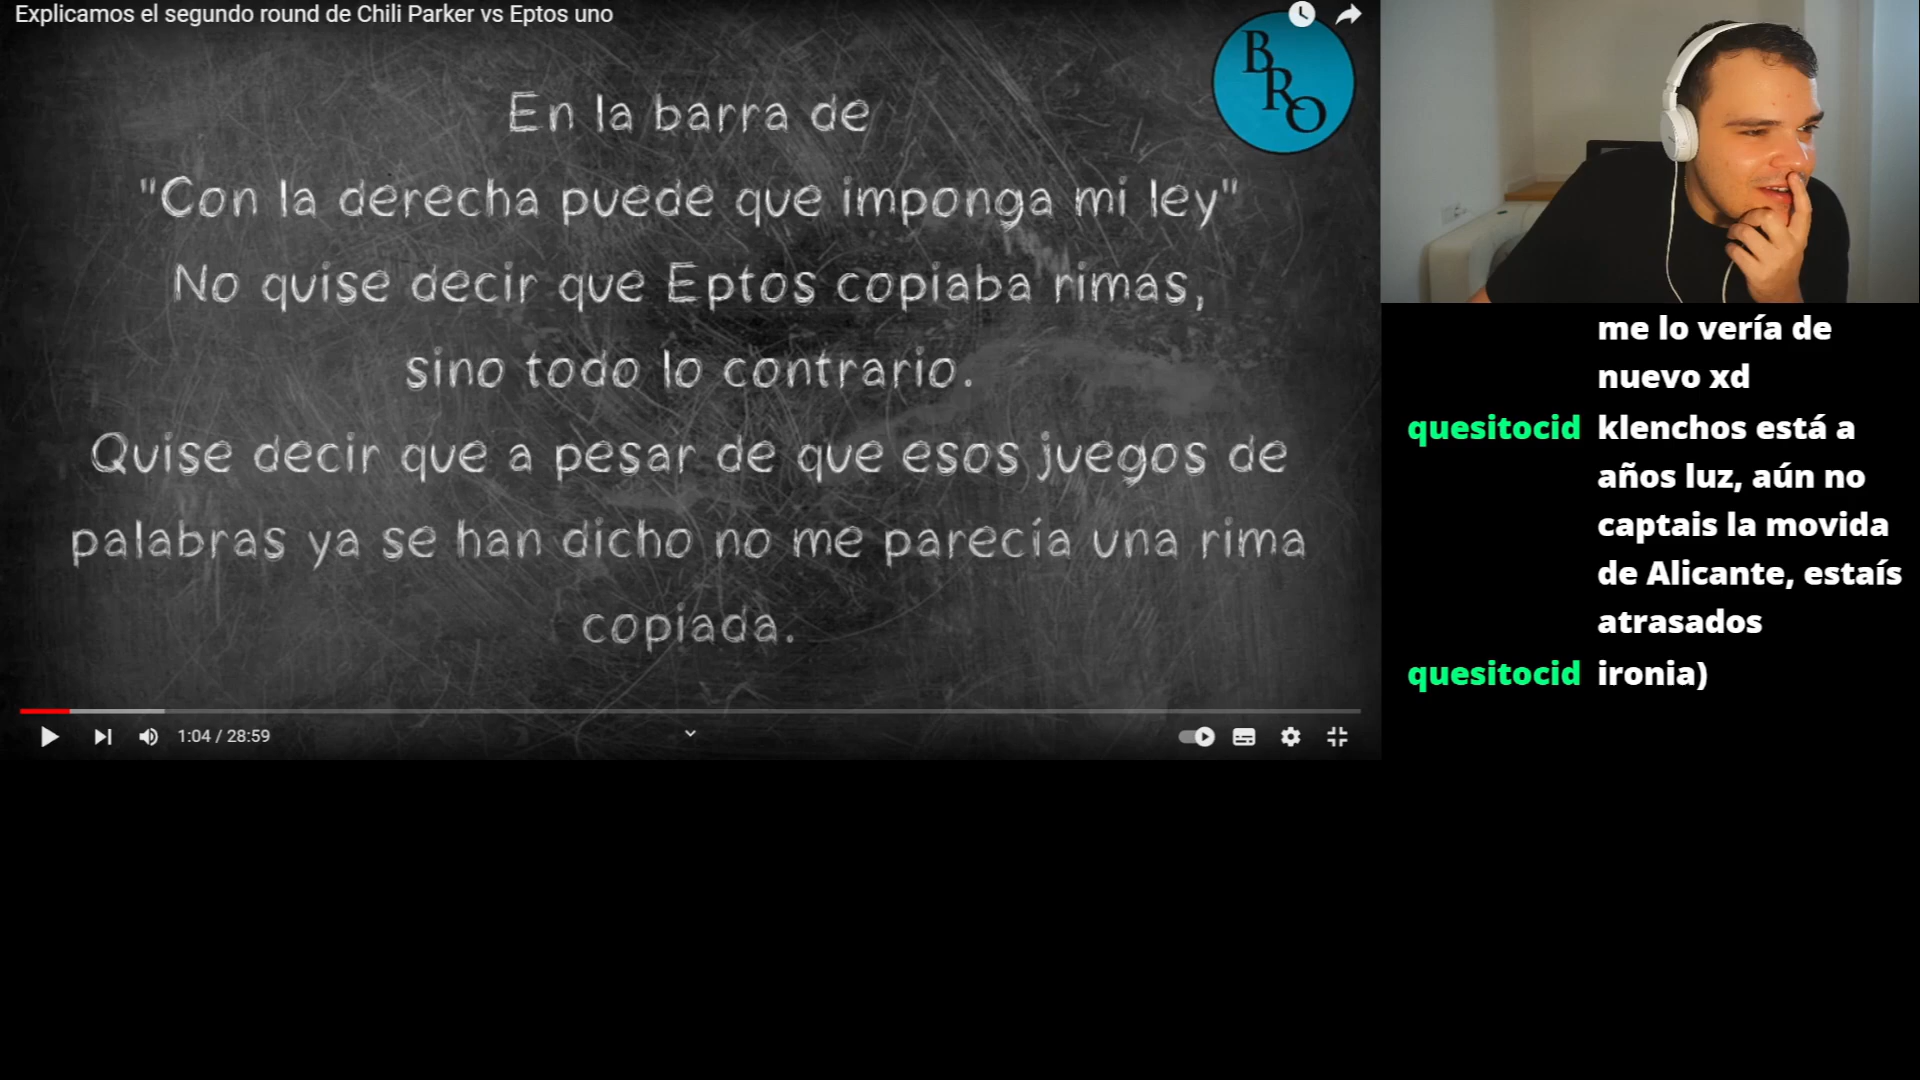 Explicamos el segundo round de Chili Parker vs Eptos uno
BRO
En la barra de
"Con la derecha puede que imponga mi ley"
No quise decir que Eptos copiaba rimas,
sino todo lo contrario.
Quise decir que a pesar de que esos juegos de
palabras ya se han dicho no me parecía una rima
copiada.
1:04 / 28:59
me lo vería de
nuevo xd
quesitocid klenchos está a
años luz, aún no
captais la movida
de Alicante, estaís
atrasados
quesitocid ironia)